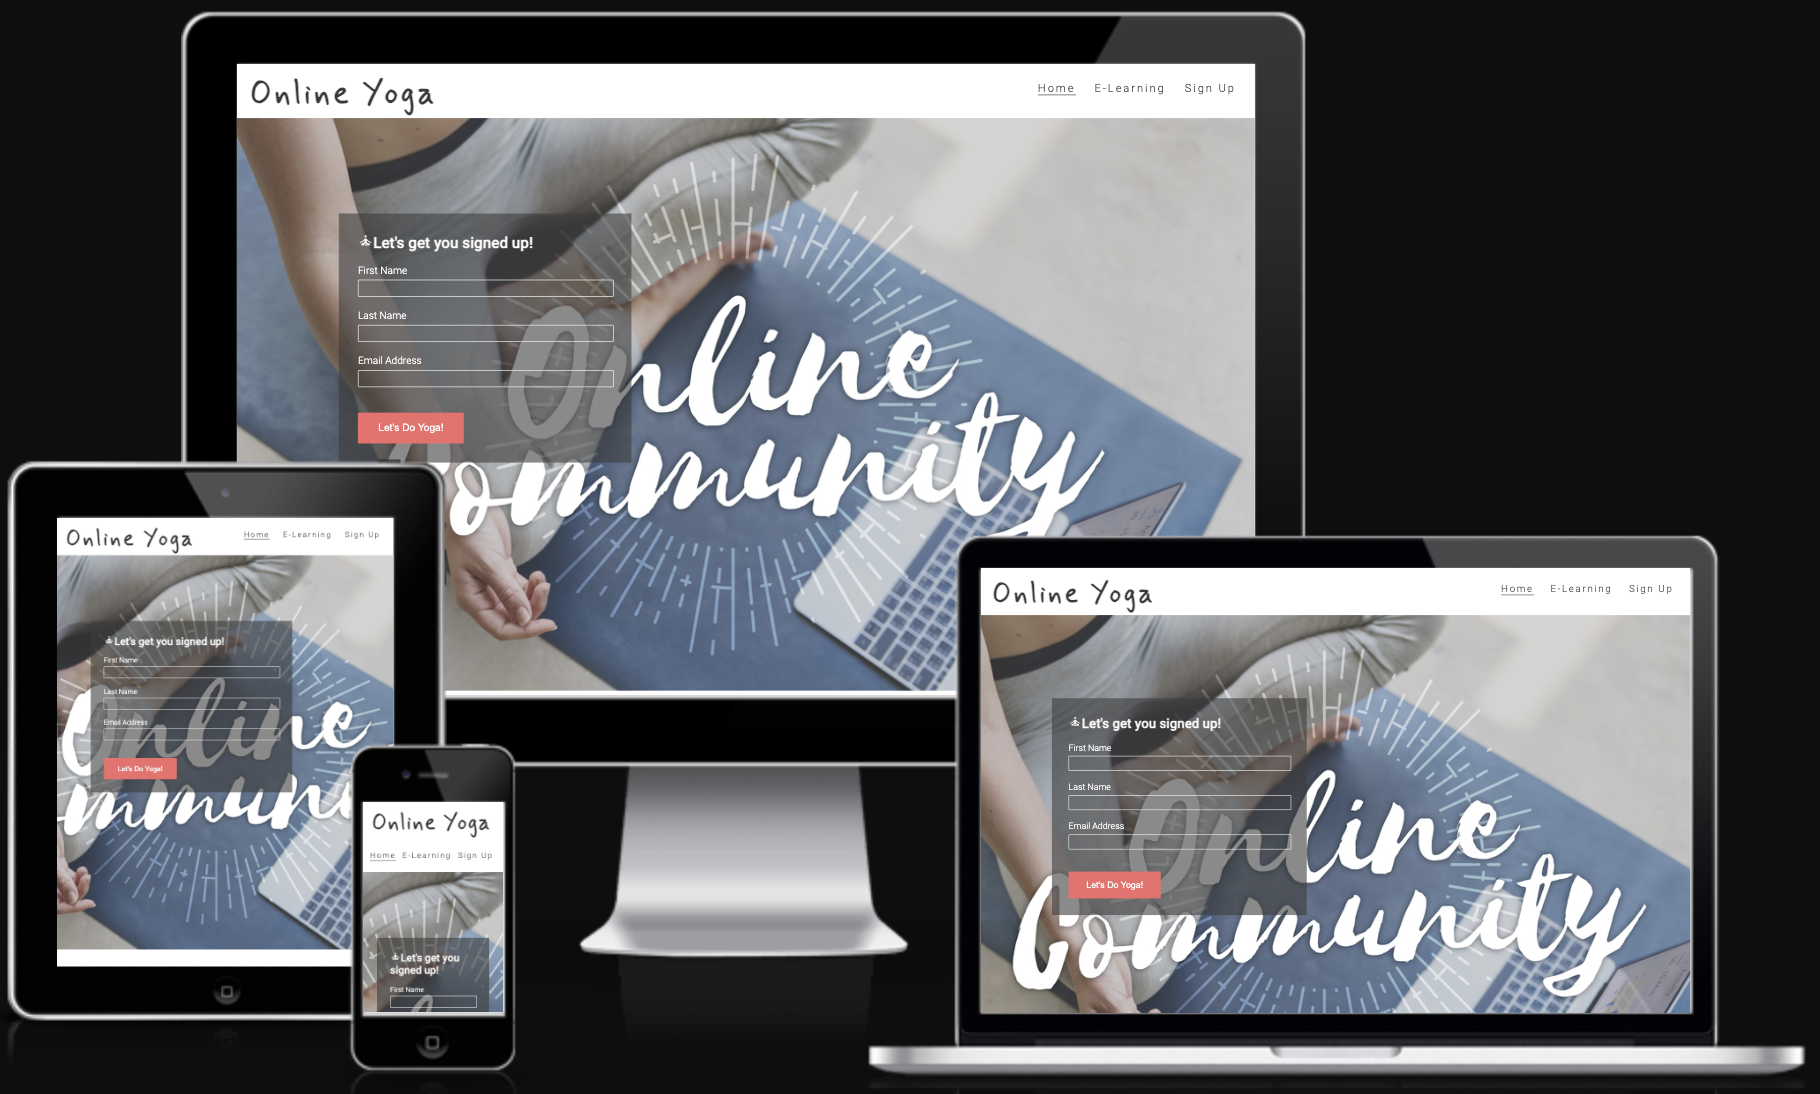 Online Yoga
Home E-Learning Sign Up
Let's get you signed up!
First Name
Last Name
Email Address
Let's Do Yoga!
Online
Community
Online Yoga
Home E-Learning Sign Up
Let's get you signed up!
First Name
Last Name
Email Address
Let's Do Yoga!
Online
mmuni
Online Yoga
Home E-Learning Sign Up
Let's get you
signed up!
First Name
Online Yoga
Home E-Learning Sign Up
Let's get you signed up!
First Name
Last Name
Email Address
Let's Do Yoga!
Online
Community